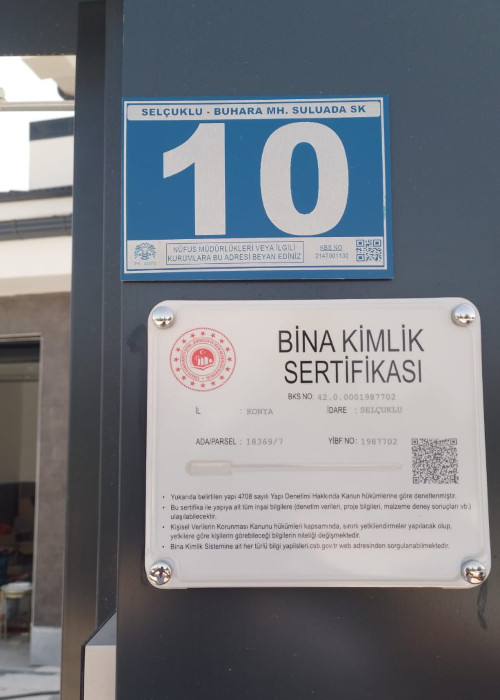 SELÇUKLU - BUHARA MH. SULUADA SK
10
NÜFUS MÜDÜRLÜKLERİ VEYA İLGİLİ
KURUMLARA BU ADRESİ BEYAN EDİNİZ
ABS NO
2147001130
BİNA KİMLİK
SERTİFİKASI
BKS NO: 42.0.0001987702
İL : KONYA İDARE : SELÇUKLU
ADA/PARSEL : 18369/7 YİBF NO : 1987702
• Yukarıda belirtilen yapı 4708 sayılı Yapı Denetimi Hakkında Kanun hükümlerine göre denetlenmiştir.
• Bu sertifika ile yapıya ait tüm inşai bilgilere (denetim verileri, proje bilgileri, malzeme deney sonuçları vb.)
ulaşılabilecektir.
• Kişisel Verilerin Korunması Kanunu hükümleri kapsamında, sınırlı yetkilendirmeler yapılacak olup,
yetkilere göre kişilerin görebileceği bilgilerin niteliği değişmektedir.
• Bina Kimlik Sistemine ait her türlü bilgi yapiisleri.csb.gov.tr web adresinden sorgulanabilmektedir.